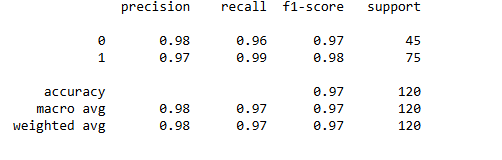 precision recall f1-score support
0 0.98 0.96 0.97 45
1 0.97 0.99 0.98 75
accuracy 0.97 120
macro avg 0.98 0.97 0.97 120
weighted avg 0.98 0.97 0.97 120